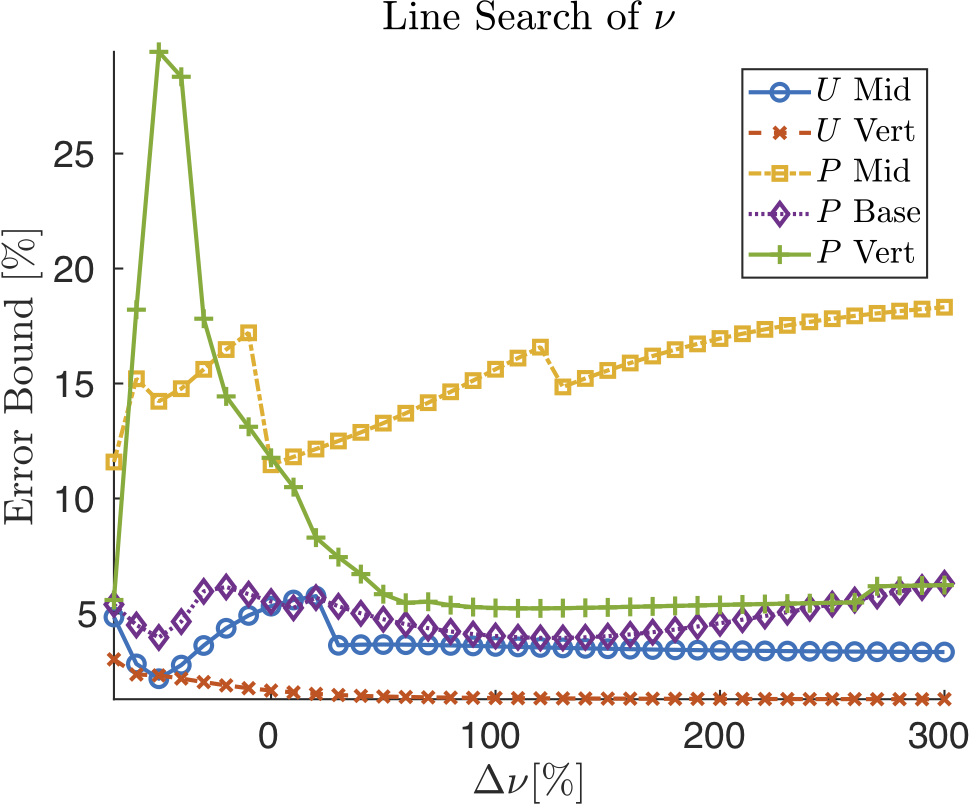 Line Search of ν
U Mid
U Vert
P Mid
P Base
P Vert
Error Bound [%]
25
20
15
10
5
0
100
200
300
Δν[%]